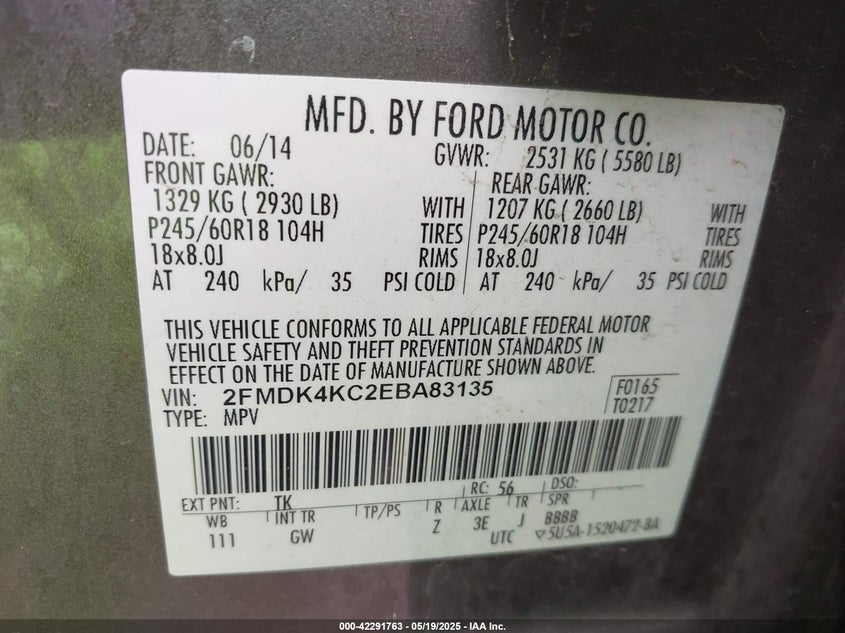 MFD. BY FORD MOTOR CO.
DATE: 06/14 GVWR: 2531 KG ( 5580 LB)
FRONT GAWR: REAR GAWR:
1329 KG ( 2930 LB) WITH 1207 KG ( 2660 LB) WITH
P245/60R18 104H TIRES P245/60R18 104H TIRES
18x8.0J RIMS 18x8.0J RIMS
AT 240 kPa/ 35 PSI COLD AT 240 kPa/ 35 PSI COLD
THIS VEHICLE CONFORMS TO ALL APPLICABLE FEDERAL MOTOR
VEHICLE SAFETY AND THEFT PREVENTION STANDARDS IN
EFFECT ON THE DATE OF MANUFACTURE SHOWN ABOVE.
VIN: 2FMDK4KC2EBA83135 F0165
TYPE: MPV T0217
EXT PNT: TK RC: 56 DSO:
WB INT TR TP/PS R AXLE TR SPR
111 GW Z 3E J BBBB
UTC ▽5U5A-1520472-BA
000-42291763 - 05/19/2025 - IAA Inc.